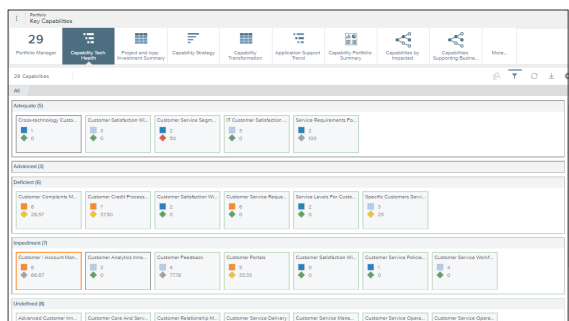 Portfolio
Key Capabilities
29
Portfolio Manager
Capability Tech Health
Project and App Investment Summary
Capability Strategy
Capability Transformation
Application Support Trend
Capability Portfolio Summary
Capabilities by Impacted
Capabilities Supporting Busine...
More...
29 Capabilities
All
Adequate (5)
Cross-technology Custo... Customer Satisfaction Wi... Customer Service Segm... IT Customer Satisfaction ... Service Requirements Fo...
1 3 2 3 2
0 0 50 0 100
Advanced (3)
Deficient (6)
Customer Complaints M... Customer Credit Process... Customer Satisfaction Wi... Customer Service Reque... Service Levels For Custo... Specific Customers Servi...
6 7 2 0 2 3
28.57 37.50 0 0 0 25
Impediment (7)
Customer / Account Man... Customer Analytics Inno... Customer Feedback Customer Portals Customer Satisfaction Wi... Customer Service Policie... Customer Service Workf...
6 3 4 5 0 1 4
66.67 0 77.78 33.33 0 0 0
Undefined (8)
Advanced Customer Inn... Customer Care And Servi... Customer Relationship M... Customer Service Delivery Customer Service Mana... Customer Service Opera... Customer Service Opera...